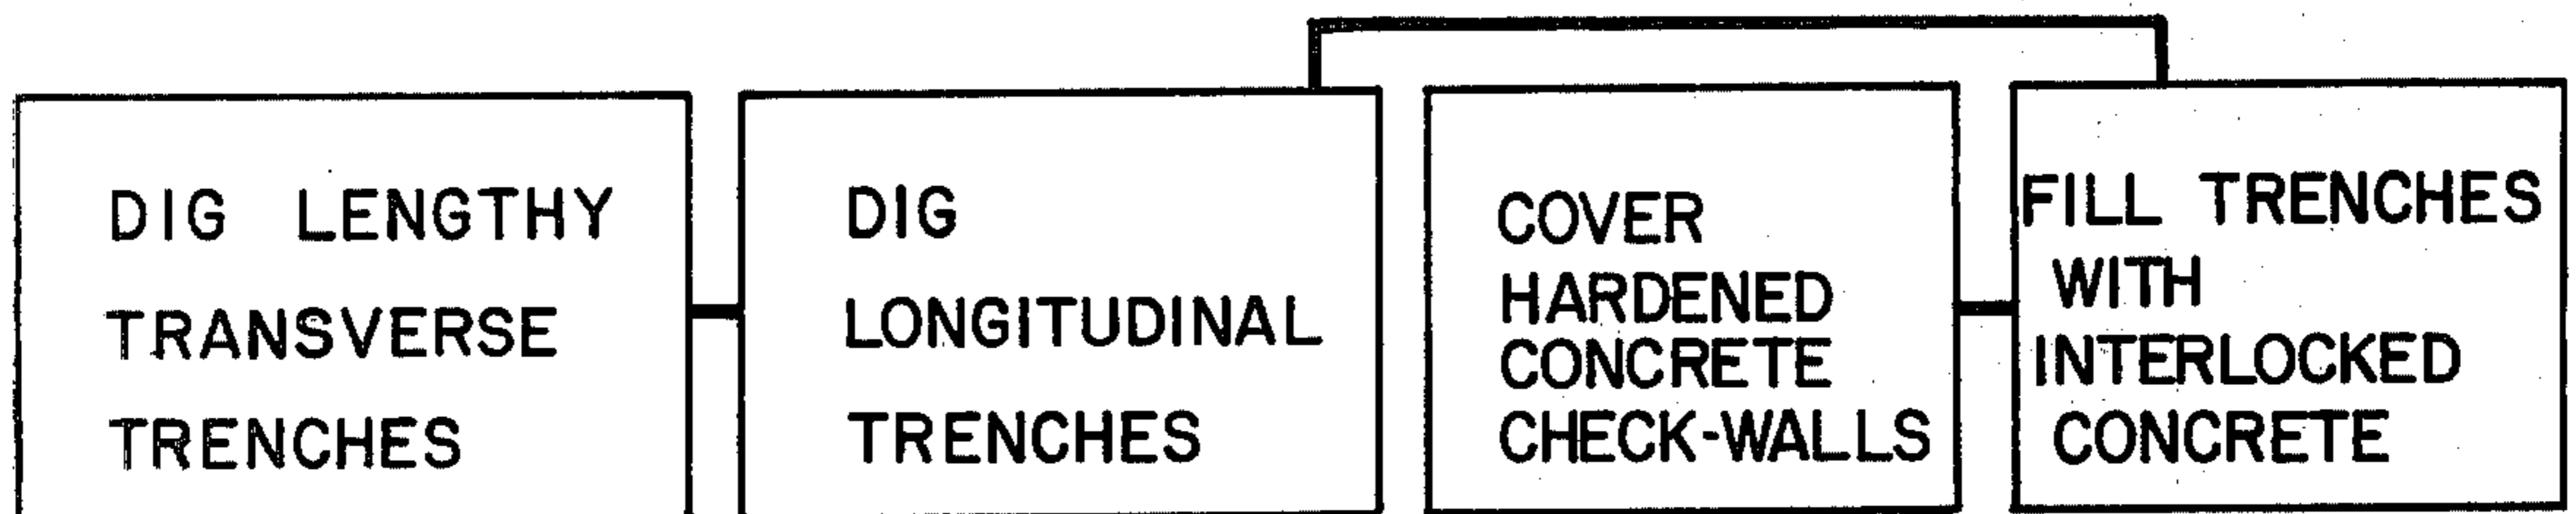 DIG LENGTHY
TRANSVERSE
TRENCHES
DIG
LONGITUDINAL
TRENCHES
COVER
HARDENED
CONCRETE
CHECK-WALLS
FILL TRENCHES
WITH
INTERLOCKED
CONCRETE